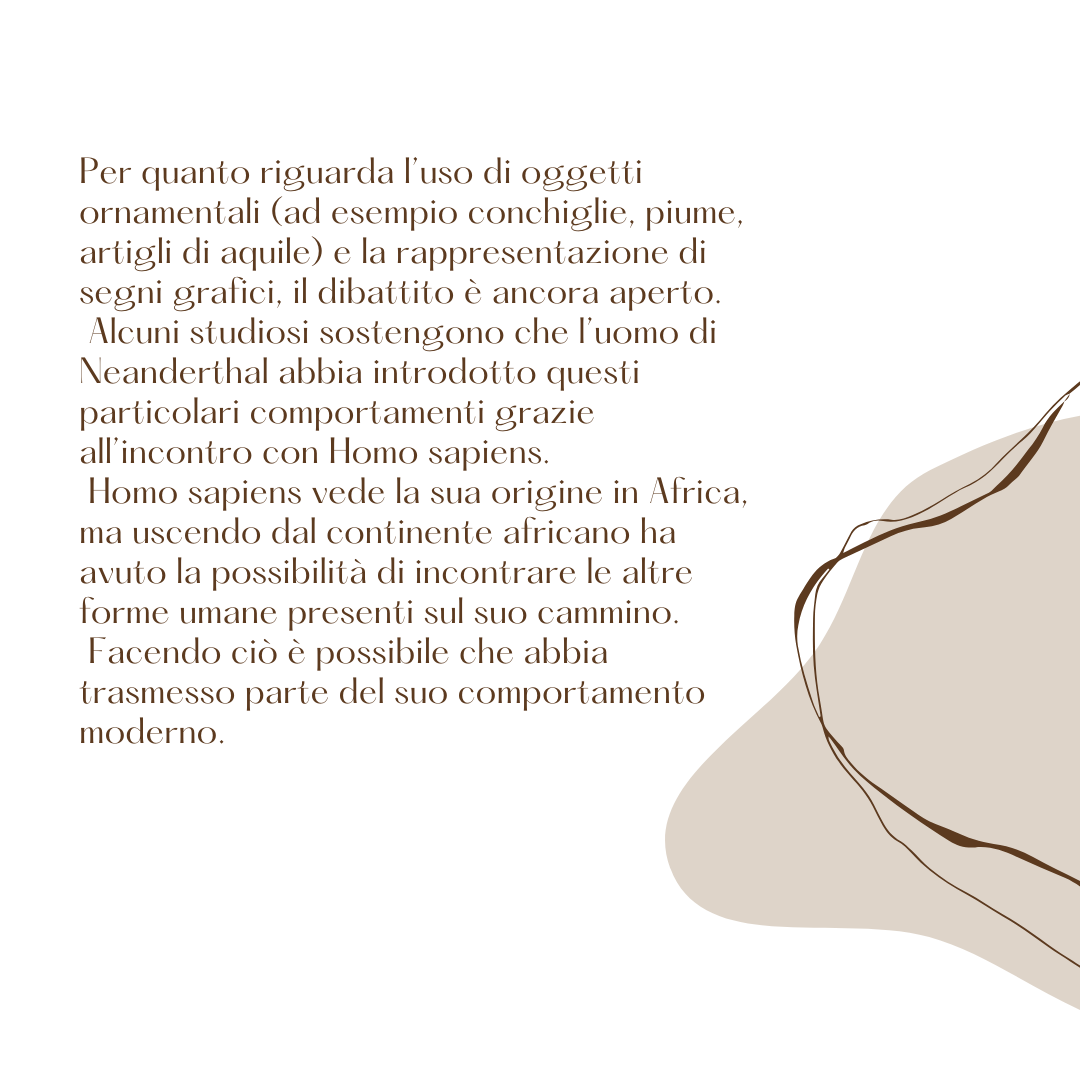 Per quanto riguarda l'uso di oggetti
ornamentali (ad esempio conchiglie, piume,
artigli di aquile) e la rappresentazione di
segni grafici, il dibattito è ancora aperto.
Alcuni studiosi sostengono che l'uomo di
Neanderthal abbia introdotto questi
particolari comportamenti grazie
all'incontro con Homo sapiens.
Homo sapiens vede la sua origine in Africa,
ma uscendo dal continente africano ha
avuto la possibilità di incontrare le altre
forme umane presenti sul suo cammino.
Facendo ciò è possibile che abbia
trasmesso parte del suo comportamento
moderno.